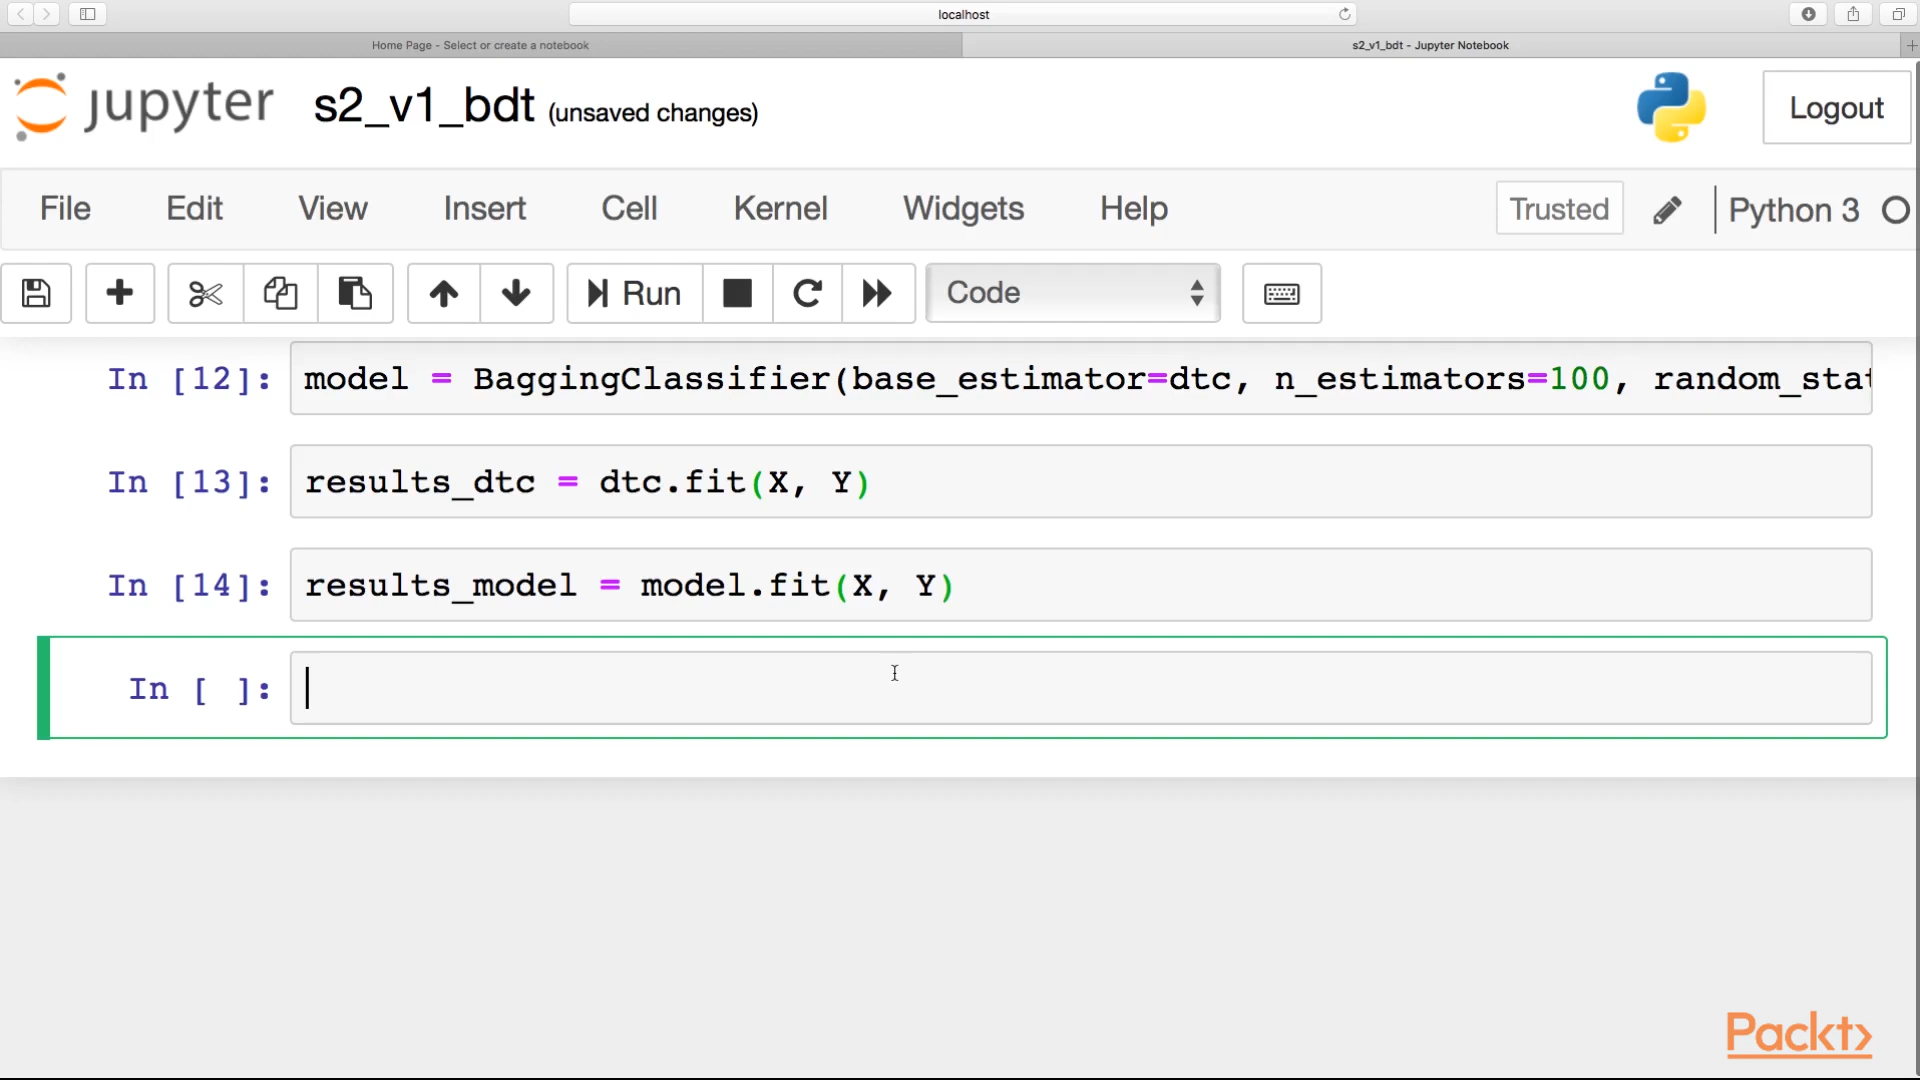 localhost
Home Page - Select or create a notebook
s2_v1_bdt - Jupyter Notebook
jupyter s2_v1_bdt (unsaved changes)
Logout
File Edit View Insert Cell Kernel Widgets Help Trusted Python 3
Run Code
In [12]: model = BaggingClassifier(base_estimator=dtc, n_estimators=100, random_stat
In [13]: results_dtc = dtc.fit(X, Y)
In [14]: results_model = model.fit(X, Y)
In [ ]:
Packt>